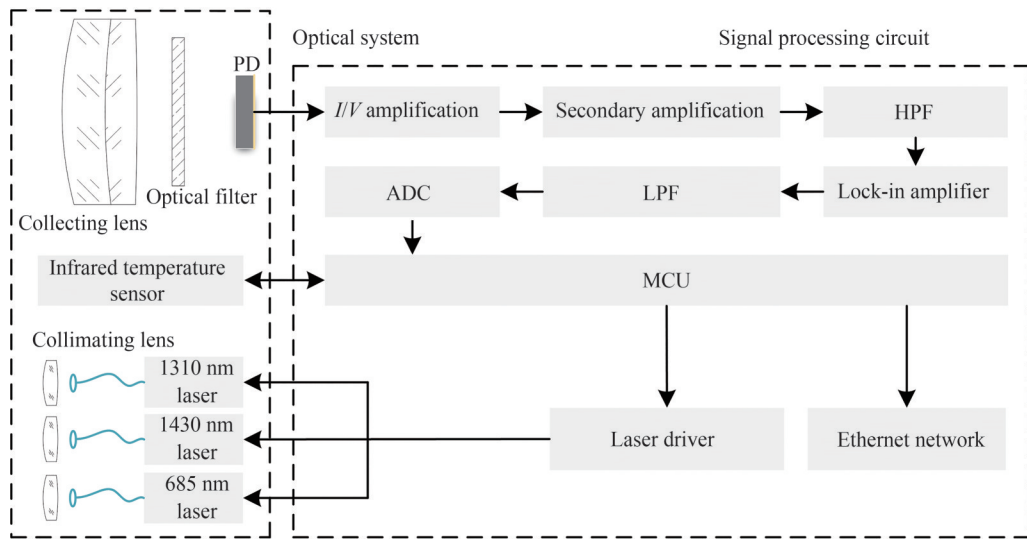 Optical system
Signal processing circuit
PD
I/V amplification
Secondary amplification
HPF
Optical filter
Collecting lens
ADC
LPF
Lock-in amplifier
Infrared temperature
sensor
MCU
Collimating lens
1310 nm
laser
1430 nm
laser
685 nm
laser
Laser driver
Ethernet network